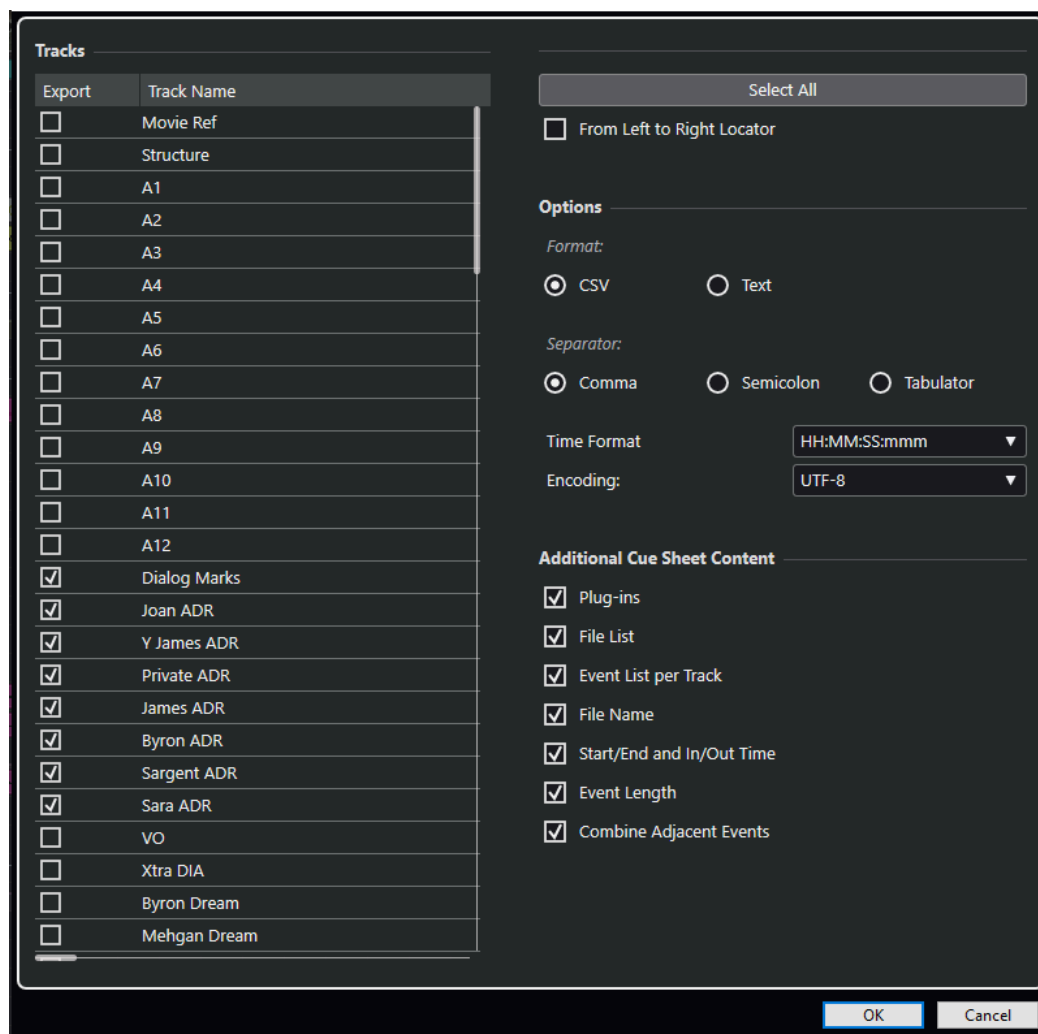 Tracks
Export Track Name
Movie Ref
Structure
A1
A2
A3
A4
A5
A6
A7
A8
A9
A10
A11
A12
Dialog Marks
Joan ADR
Y James ADR
Private ADR
James ADR
Byron ADR
Sargent ADR
Sara ADR
VO
Xtra DIA
Byron Dream
Mehgan Dream
Select All
From Left to Right Locator
Options
Format:
CSV Text
Separator:
Comma Semicolon Tabulator
Time Format HH:MM:SS:mmm
Encoding: UTF-8
Additional Cue Sheet Content
Plug-ins
File List
Event List per Track
File Name
Start/End and In/Out Time
Event Length
Combine Adjacent Events
OK Cancel